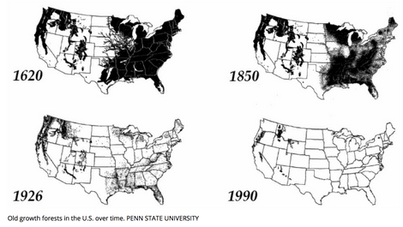 1620
1850
1926
1990
Old growth forests in the U.S. over time. PENN STATE UNIVERSITY